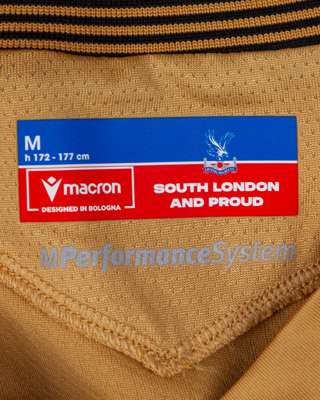 M
h 172 - 177 cm
macron
DESIGNED IN BOLOGNA
SOUTH LONDON
AND PROUD
MPerformanceSystem